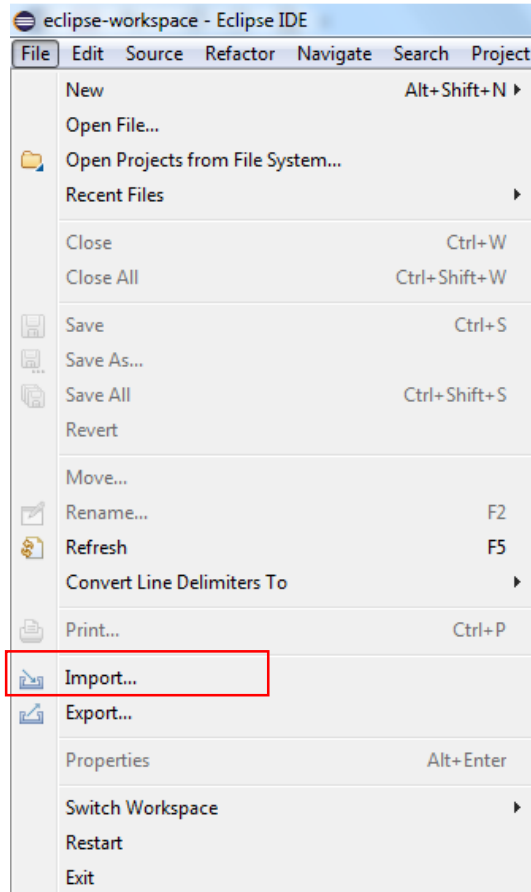 eclipse-workspace - Eclipse IDE
File Edit Source Refactor Navigate Search Project
New Alt+Shift+N
Open File...
Open Projects from File System...
Recent Files
Close Ctrl+W
Close All Ctrl+Shift+W
Save Ctrl+S
Save As...
Save All Ctrl+Shift+S
Revert
Move...
Rename... F2
Refresh F5
Convert Line Delimiters To
Print... Ctrl+P
Import...
Export...
Properties Alt+Enter
Switch Workspace
Restart
Exit